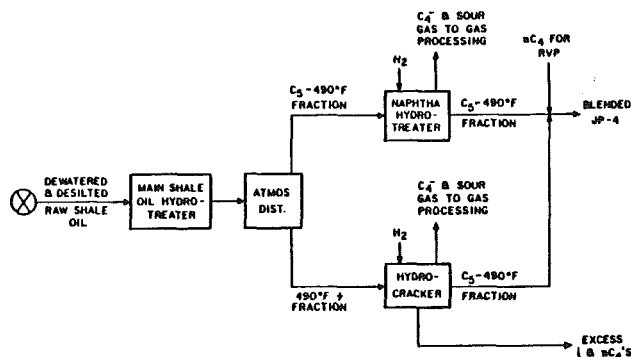 C4⁻ & SOUR
GAS TO GAS
PROCESSING
nC4 FOR
RVP
H2
C5-490°F
FRACTION
NAPHTHA
HYDRO-
TREATER
C5-490°F
FRACTION
BLENDED
JP-4
DEWATERED
& DESILTED
RAW SHALE
OIL
MAIN SHALE
OIL HYDRO-
TREATER
ATMOS
DIST.
C4⁻ & SOUR
GAS TO GAS
PROCESSING
H2
490°F +
FRACTION
HYDRO-
CRACKER
C5-490°F
FRACTION
EXCESS
i & nC4'S